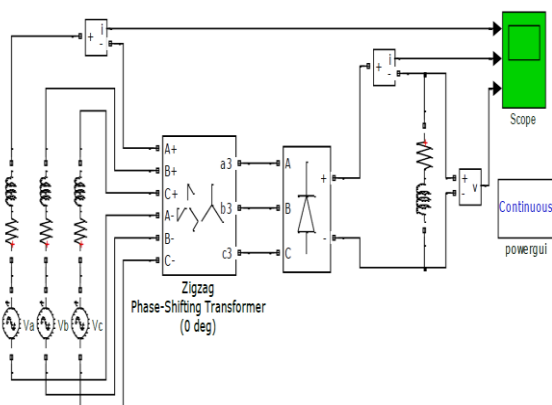 i
+
-
i
+
-
Scope
A+
B+
C+
A-
B-
C-
a3
b3
c3
A
B
C
+
-
+
-
v
Continuous
powergui
Zigzag
Phase-Shifting Transformer
(0 deg)
Va
Vb
Vc